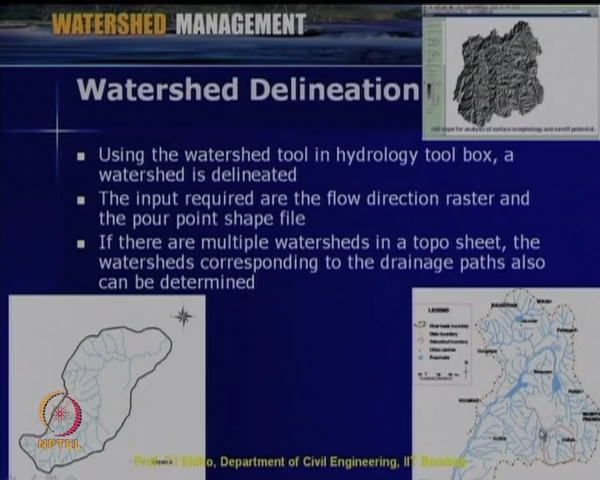 WATERSHED MANAGEMENT
Watershed Delineation
Using the watershed tool in hydrology tool box, a
watershed is delineated
The input required are the flow direction raster and
the pour point shape file
If there are multiple watersheds in a topo sheet, the
watersheds corresponding to the drainage paths also
can be determined
LEGEND
NPTEL
Eldho, Department of Civil Engineering, IIT Bombay